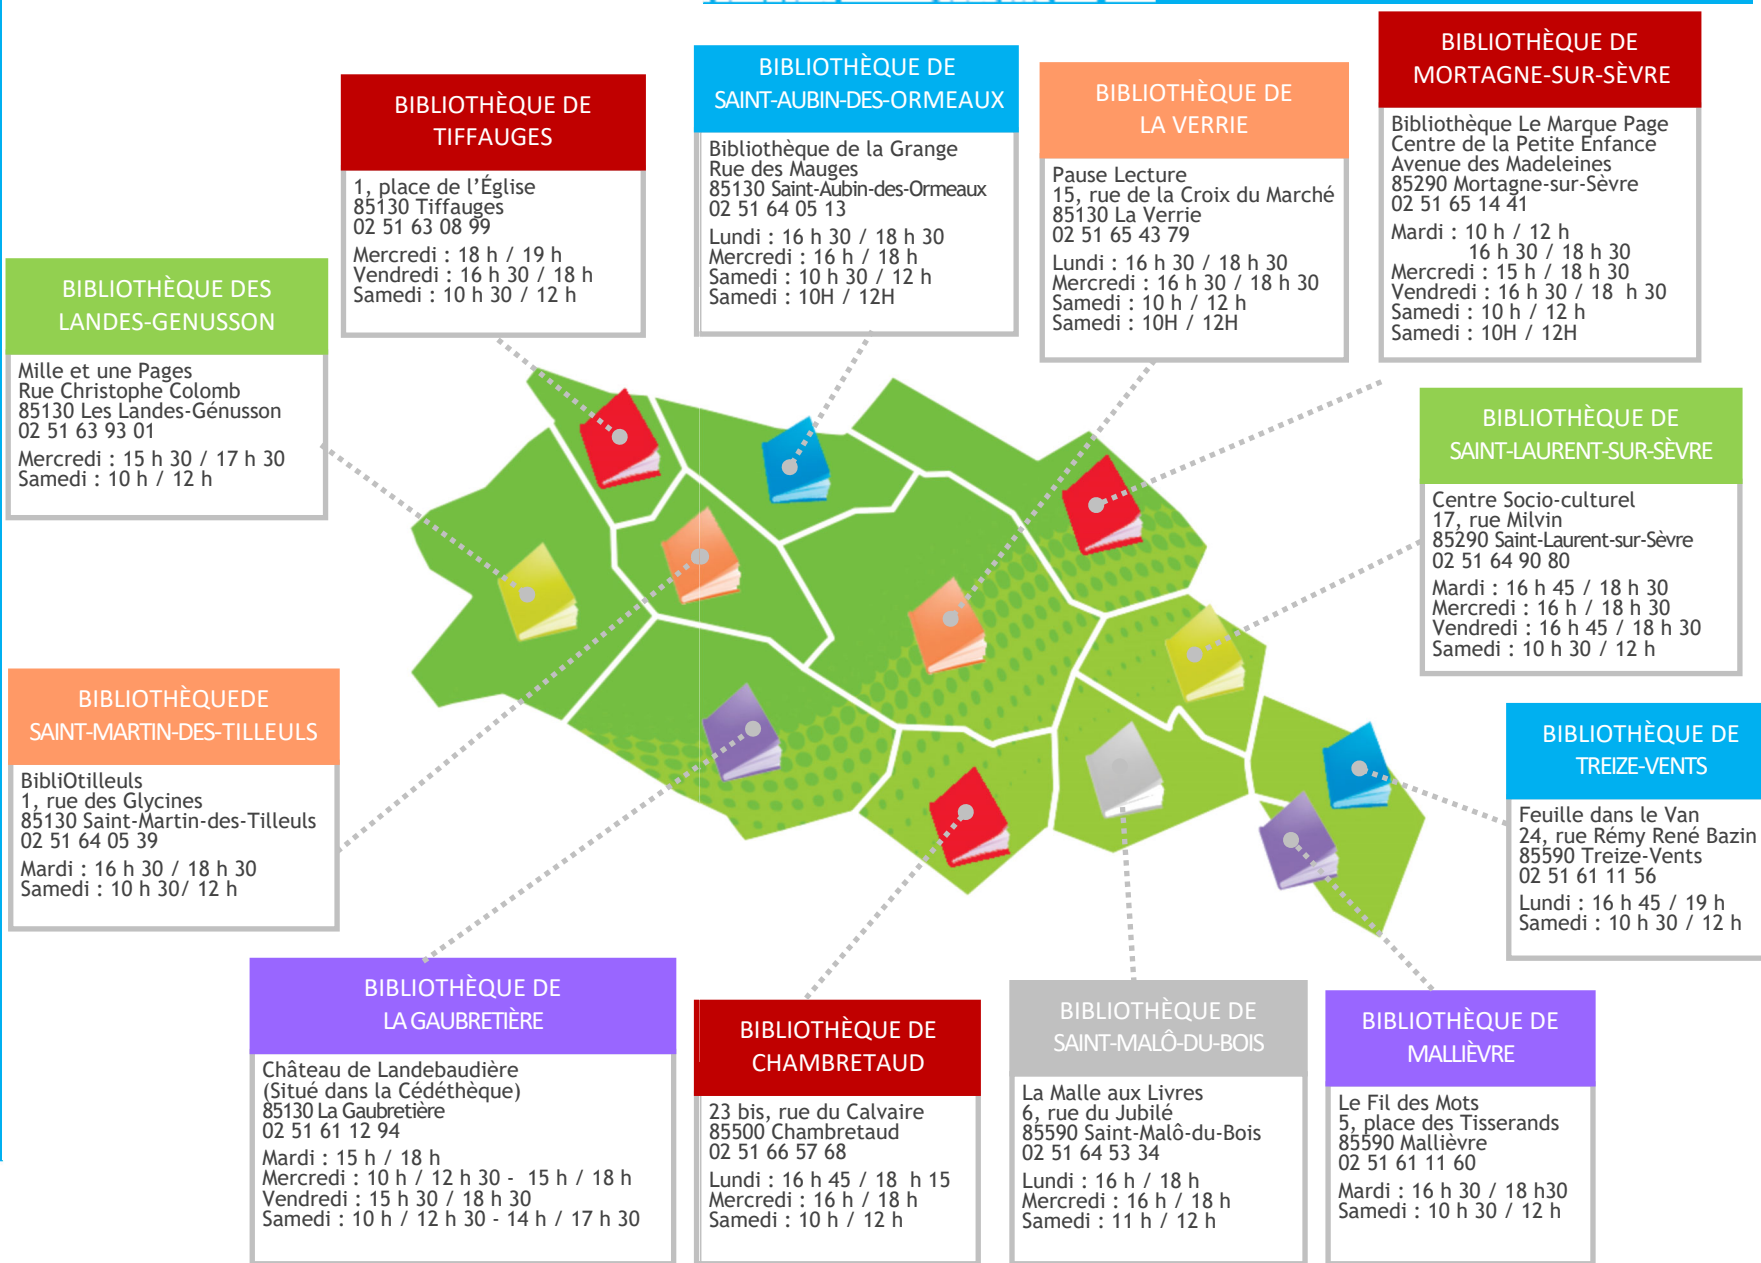 BIBLIOTHÈQUE DE
TIFFAUGES
1, place de l’Église
85130 Tiffauges
02 51 63 08 99
Mercredi : 18 h / 19 h
Vendredi : 16 h 30 / 18 h
Samedi : 10 h 30 / 12 h
BIBLIOTHÈQUE DE
SAINT-AUBIN-DES-ORMEAUX
Bibliothèque de la Grange
Rue des Mauges
85130 Saint-Aubin-des-Ormeaux
02 51 64 05 13
Lundi : 16 h 30 / 18 h 30
Mercredi : 16 h / 18 h
Samedi : 10 h 30 / 12 h
Samedi : 10H / 12H
BIBLIOTHÈQUE DE
LA VERRIE
Pause Lecture
15, rue de la Croix du Marché
85130 La Verrie
02 51 65 43 79
Lundi : 16 h 30 / 18 h 30
Mercredi : 16 h 30 / 18 h 30
Samedi : 10 h / 12 h
Samedi : 10H / 12H
BIBLIOTHÈQUE DE
MORTAGNE-SUR-SÈVRE
Bibliothèque Le Marque Page
Centre de la Petite Enfance
Avenue des Madeleines
85290 Mortagne-sur-Sèvre
02 51 65 14 41
Mardi : 10 h / 12 h
16 h 30 / 18 h 30
Mercredi : 15 h / 18 h 30
Vendredi : 16 h 30 / 18  h 30
Samedi : 10 h / 12 h
Samedi : 10H / 12H
BIBLIOTHÈQUE DES
LANDES-GENUSSON
Mille et une Pages
Rue Christophe Colomb
85130 Les Landes-Génusson
02 51 63 93 01
Mercredi : 15 h 30 / 17 h 30
Samedi : 10 h / 12 h
BIBLIOTHÈQUE DE
SAINT-LAURENT-SUR-SÈVRE
Centre Socio-culturel
17, rue Milvin
85290 Saint-Laurent-sur-Sèvre
02 51 64 90 80
Mardi : 16 h 45 / 18 h 30
Mercredi : 16 h / 18 h 30
Vendredi : 16 h 45 / 18 h 30
Samedi : 10 h 30 / 12 h
BIBLIOTHÈQUEDE
SAINT-MARTIN-DES-TILLEULS
BibliOtilleuls
1, rue des Glycines
85130 Saint-Martin-des-Tilleuls
02 51 64 05 39
Mardi : 16 h 30 / 18 h 30
Samedi : 10 h 30/ 12 h
BIBLIOTHÈQUE DE
TREIZE-VENTS
Feuille dans le Van
24, rue Rémy René Bazin
85590 Treize-Vents
02 51 61 11 56
Lundi : 16 h 45 / 19 h
Samedi : 10 h 30 / 12 h
BIBLIOTHÈQUE DE
LA GAUBRETIÈRE
Château de Landebaudière
(Situé dans la Cédéthèque)
85130 La Gaubretière
02 51 61 12 94
Mardi : 15 h / 18 h
Mercredi : 10 h / 12 h 30 -  15 h / 18 h
Vendredi : 15 h 30 / 18 h 30
Samedi : 10 h / 12 h 30 - 14 h / 17 h 30
BIBLIOTHÈQUE DE
CHAMBRETAUD
23 bis, rue du Calvaire
85500 Chambretaud
02 51 66 57 68
Lundi : 16 h 45 / 18  h 15
Mercredi : 16 h / 18 h
Samedi : 10 h / 12 h
BIBLIOTHÈQUE DE
SAINT-MALÔ-DU-BOIS
La Malle aux Livres
6, rue du Jubilé
85590 Saint-Malô-du-Bois
02 51 64 53 34
Lundi : 16 h / 18 h
Mercredi : 16 h / 18 h
Samedi : 11 h / 12 h
BIBLIOTHÈQUE DE
MALLIÈVRE
Le Fil des Mots
5, place des Tisserands
85590 Mallièvre
02 51 61 11 60
Mardi : 16 h 30 / 18 h30
Samedi : 10 h 30 / 12 h